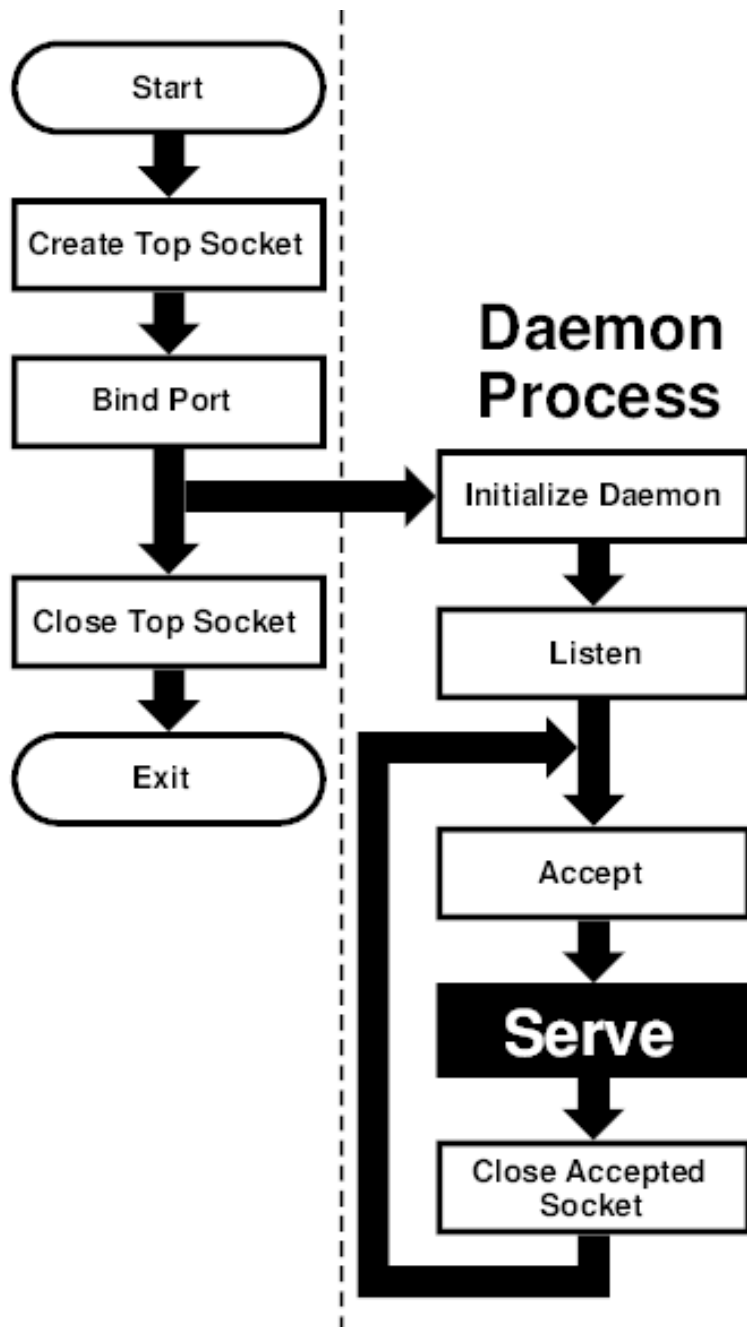 Start
Create Top Socket
Bind Port
Close Top Socket
Exit
Daemon
Process
Initialize Daemon
Listen
Accept
Serve
Close Accepted
Socket